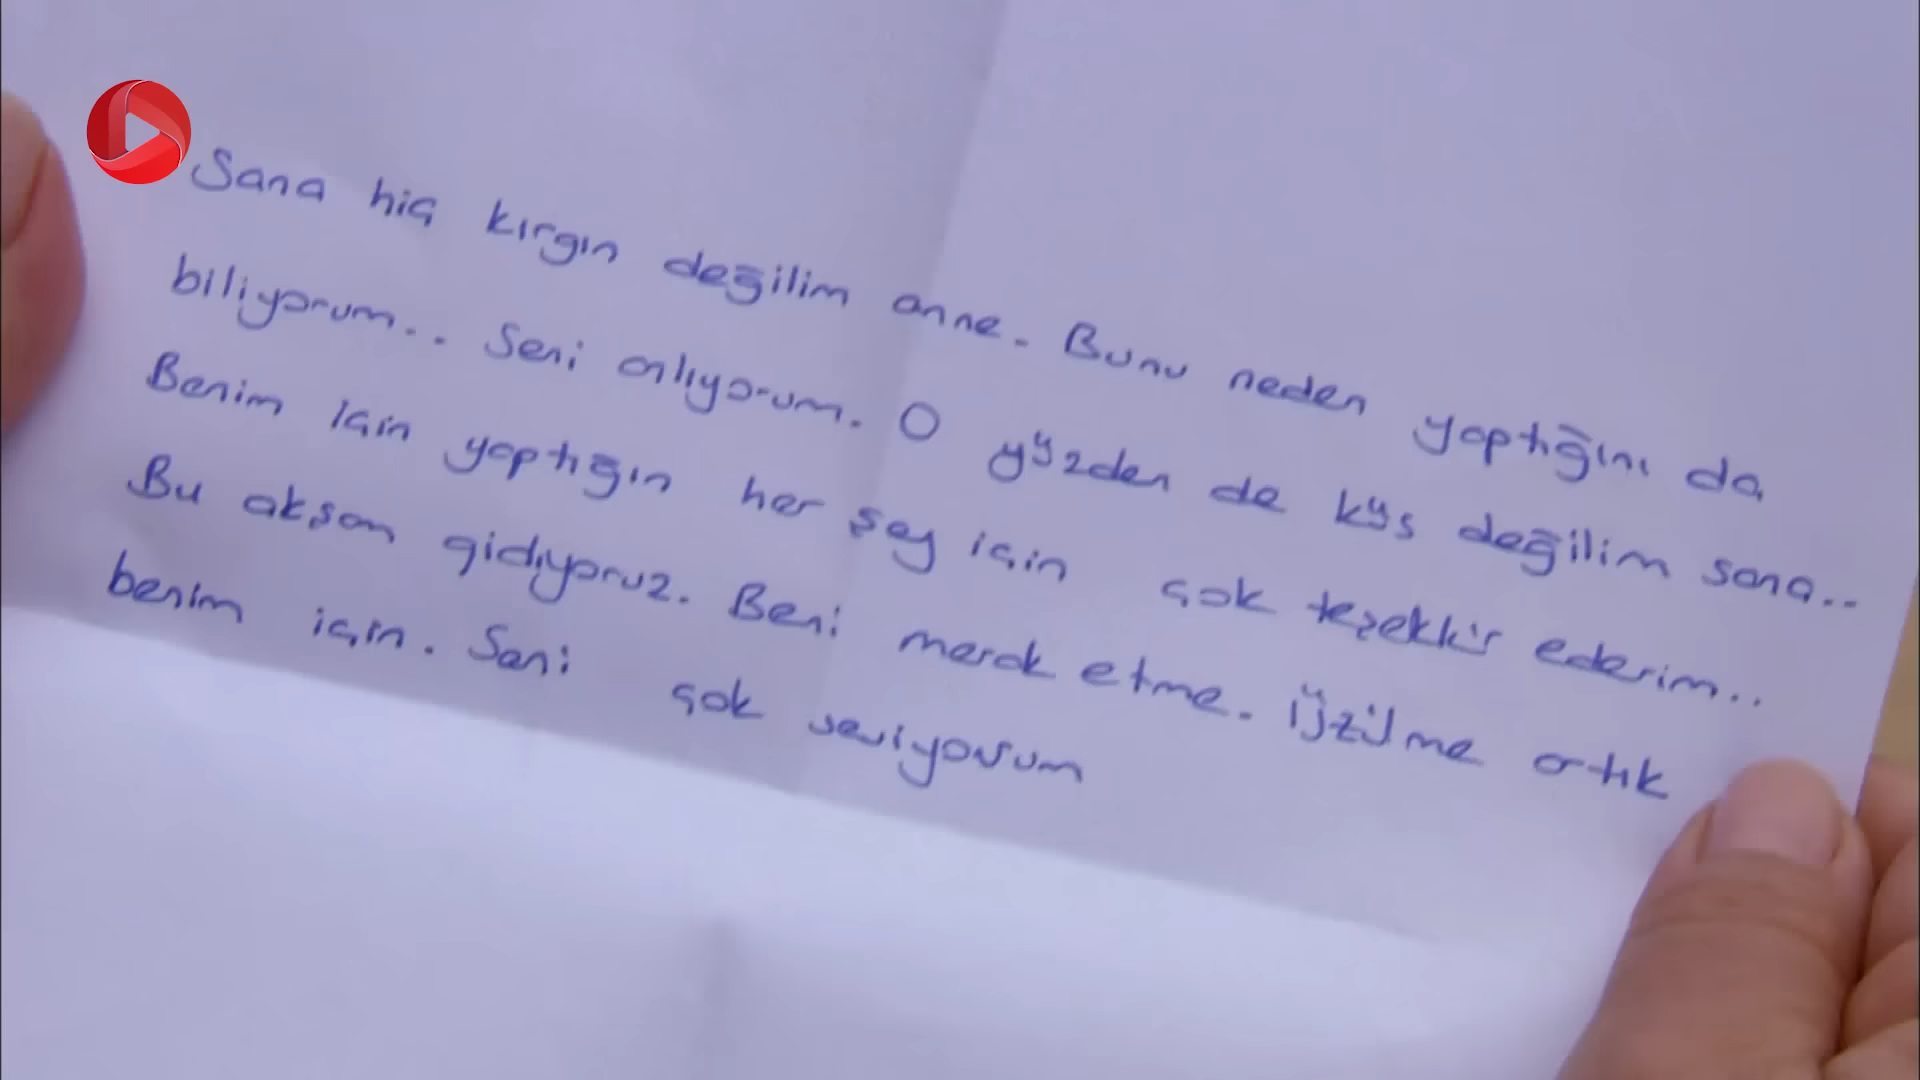 Sana hiç kırgın değilim anne. Bunu neden yaptığını da
biliyorum.. Seni anlıyorum. O yüzden de küs değilim sana..
Benim için yaptığın her şey için çok teşekkür ederim..
Bu akşam gidiyoruz. Beni merak etme. Üzülme artık
benim için. Seni çok seviyorum